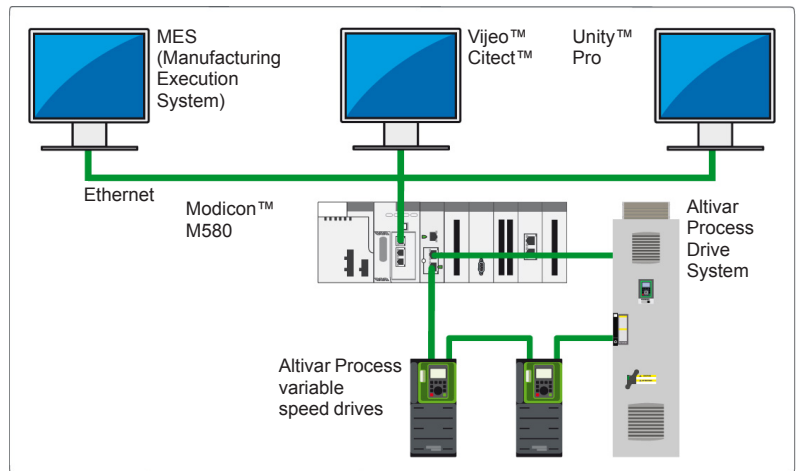 MES
(Manufacturing
Execution
System)
Vijeo™
Citect™
Unity™
Pro
Ethernet
Modicon™
M580
Altivar
Process
Drive
System
Altivar Process
variable
speed drives